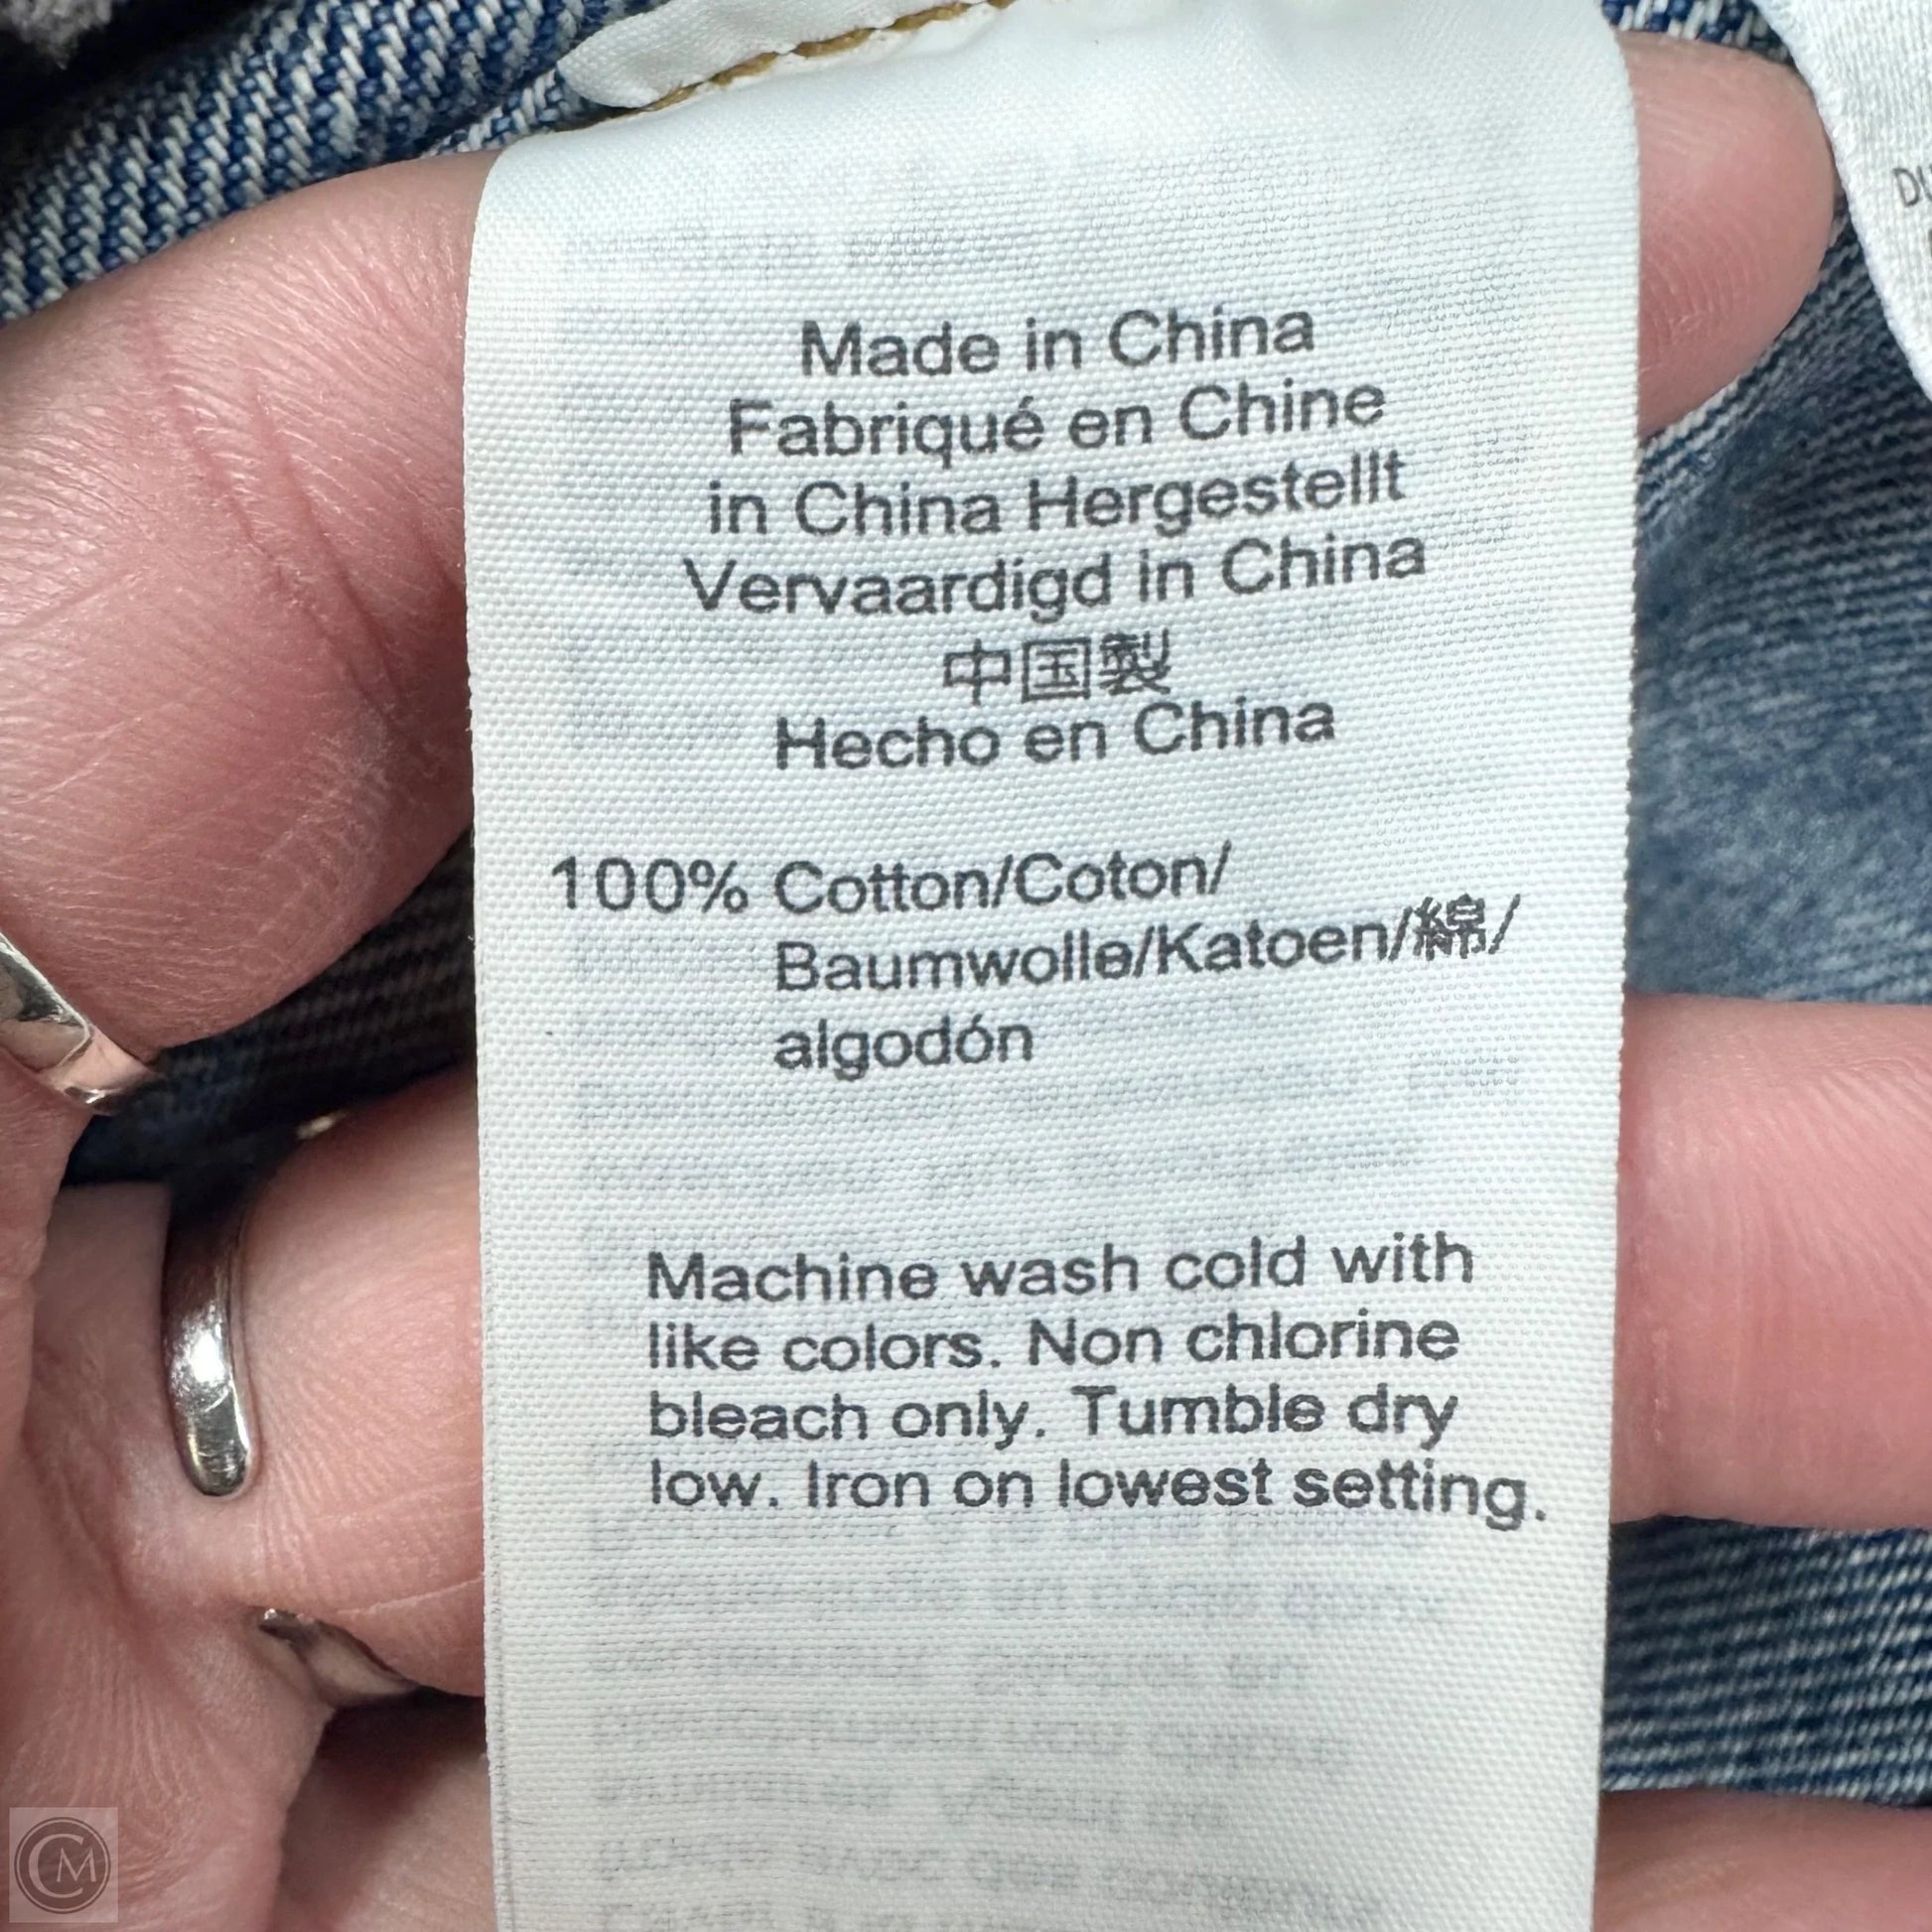 Made in China
Fabriqué en Chine
in China Hergestellt
Vervaardigd in China
中国製
Hecho en China
100% Cotton/Coton/
Baumwolle/Katoen/綿/
algodón
Machine wash cold with
like colors. Non chlorine
bleach only. Tumble dry
low. Iron on lowest setting.
CM